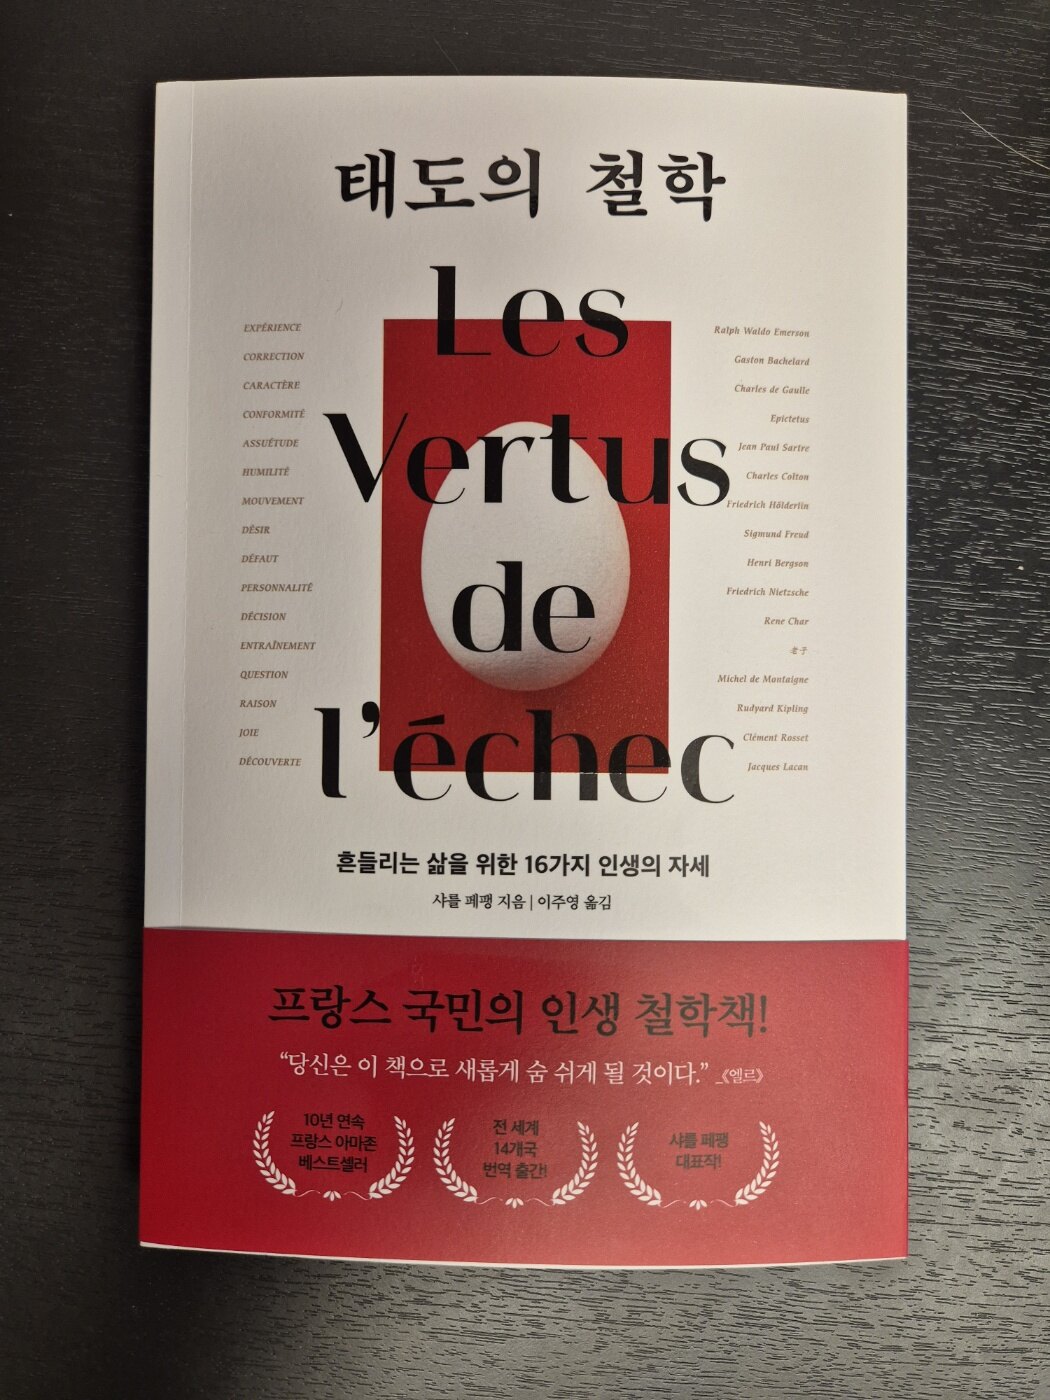 태도의 철학
Les
Vertus
de
l'échec
EXPÉRIENCE
CORRECTION
CARACTÈRE
CONFORMITÉ
ASSUÉTUDE
HUMILITÉ
MOUVEMENT
DÉSIR
DÉFAUT
PERSONNALITÉ
DÉCISION
ENTRAÎNEMENT
QUESTION
RAISON
JOIE
DÉCOUVERTE
Ralph Waldo Emerson
Gaston Bachelard
Charles de Gaulle
Epictetus
Jean Paul Sartre
Charles Colton
Friedrich Hölderlin
Sigmund Freud
Henri Bergson
Friedrich Nietzsche
Rene Char
老子
Michel de Montaigne
Rudyard Kipling
Clément Rosset
Jacques Lacan
흔들리는 삶을 위한 16가지 인생의 자세
샤를 페팽 지음 | 이주영 옮김
프랑스 국민의 인생 철학책!
“당신은 이 책으로 새롭게 숨 쉬게 될 것이다.” _《엘르》
10년 연속
프랑스 아마존
베스트셀러
전 세계
14개국
번역 출간!
샤를 페팽
대표작!